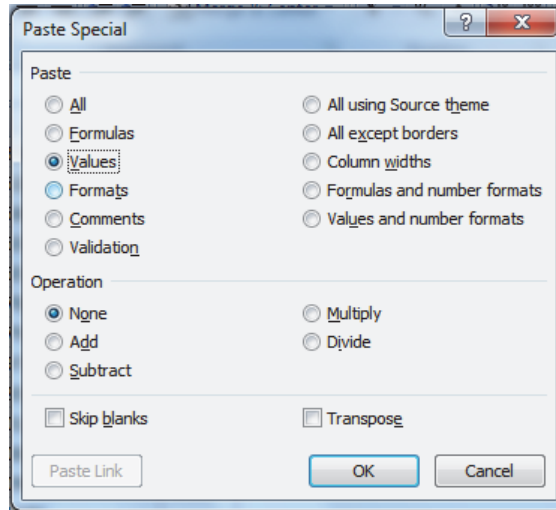 Paste Special
?
X
Paste
All
All using Source theme
Formulas
All except borders
Values
Column widths
Formats
Formulas and number formats
Comments
Values and number formats
Validation
Operation
None
Multiply
Add
Divide
Subtract
Skip blanks
Transpose
Paste Link
OK
Cancel